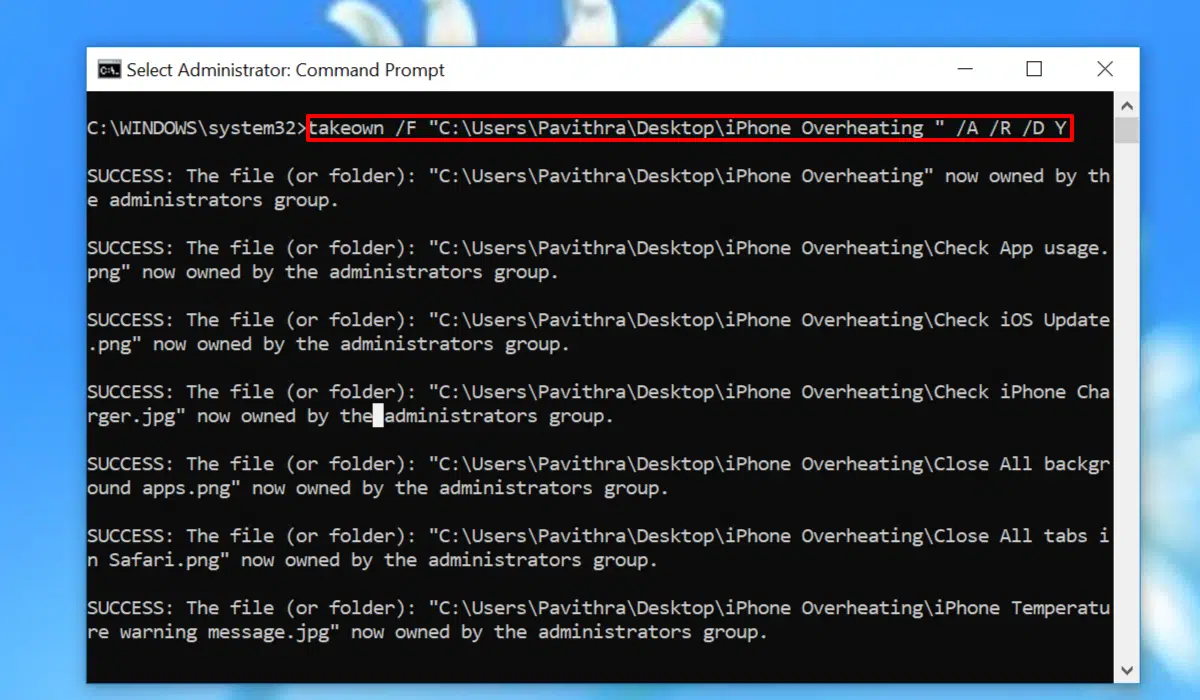 Select Administrator: Command Prompt
C:\WINDOWS\system32>takeown /F "C:\Users\Pavithra\Desktop\iPhone Overheating " /A /R /D Y
SUCCESS: The file (or folder): "C:\Users\Pavithra\Desktop\iPhone Overheating" now owned by th
e administrators group.
SUCCESS: The file (or folder): "C:\Users\Pavithra\Desktop\iPhone Overheating\Check App usage.
png" now owned by the administrators group.
SUCCESS: The file (or folder): "C:\Users\Pavithra\Desktop\iPhone Overheating\Check iOS Update
.png" now owned by the administrators group.
SUCCESS: The file (or folder): "C:\Users\Pavithra\Desktop\iPhone Overheating\Check iPhone Cha
rger.jpg" now owned by the administrators group.
SUCCESS: The file (or folder): "C:\Users\Pavithra\Desktop\iPhone Overheating\Close All backgr
ound apps.png" now owned by the administrators group.
SUCCESS: The file (or folder): "C:\Users\Pavithra\Desktop\iPhone Overheating\Close All tabs i
n Safari.png" now owned by the administrators group.
SUCCESS: The file (or folder): "C:\Users\Pavithra\Desktop\iPhone Overheating\iPhone Temperatu
re warning message.jpg" now owned by the administrators group.